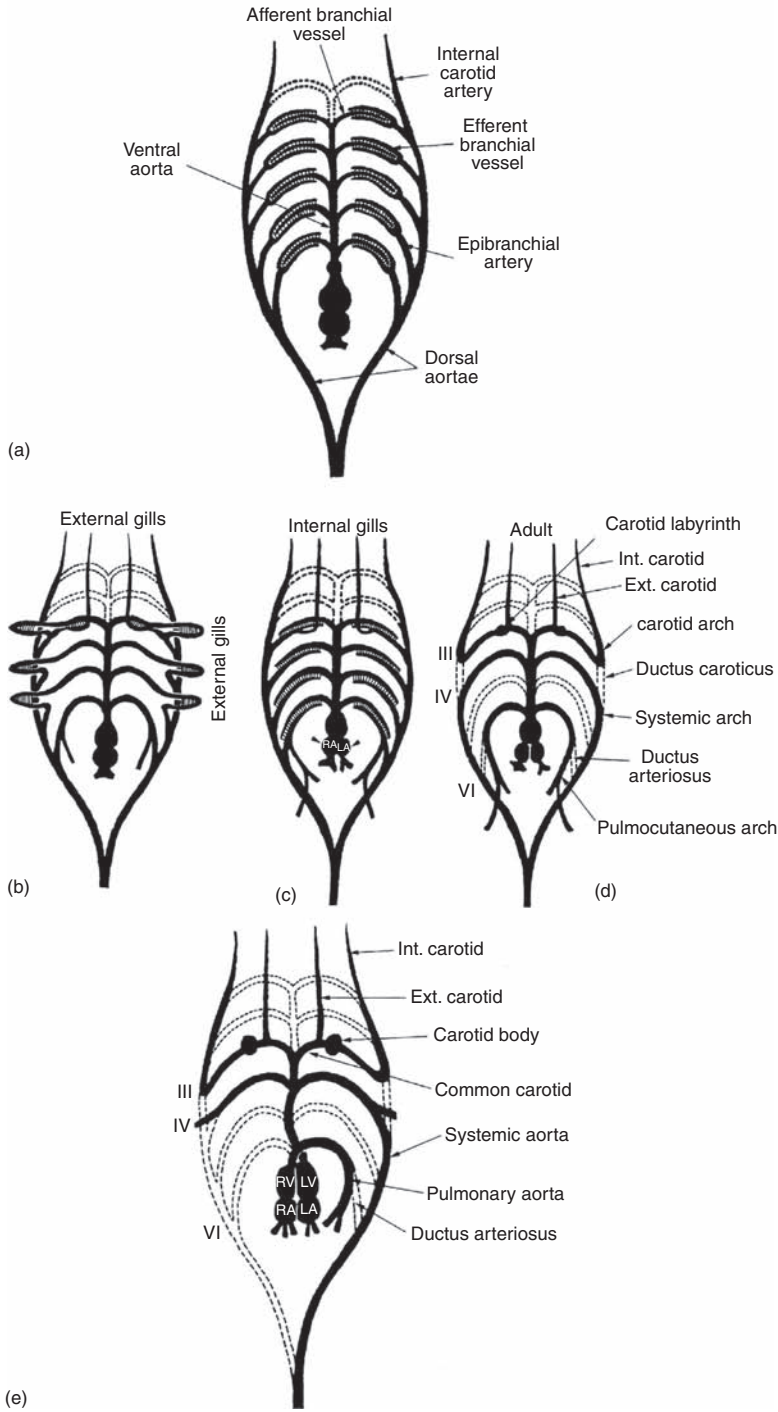 Afferent branchial
vessel
Internal
carotid
artery
Efferent
branchial
vessel
Ventral
aorta
Epibranchial
artery
Dorsal
aortae
(a)
External gills
External gills
(b)
Internal gills
RA LA
(c)
Adult
Carotid labyrinth
Int. carotid
Ext. carotid
carotid arch
III
Ductus caroticus
IV
Systemic arch
Ductus
arteriosus
VI
Pulmocutaneous arch
(d)
Int. carotid
Ext. carotid
Carotid body
III
Common carotid
IV
Systemic aorta
RV LV
Pulmonary aorta
RA LA
VI
Ductus arteriosus
(e)